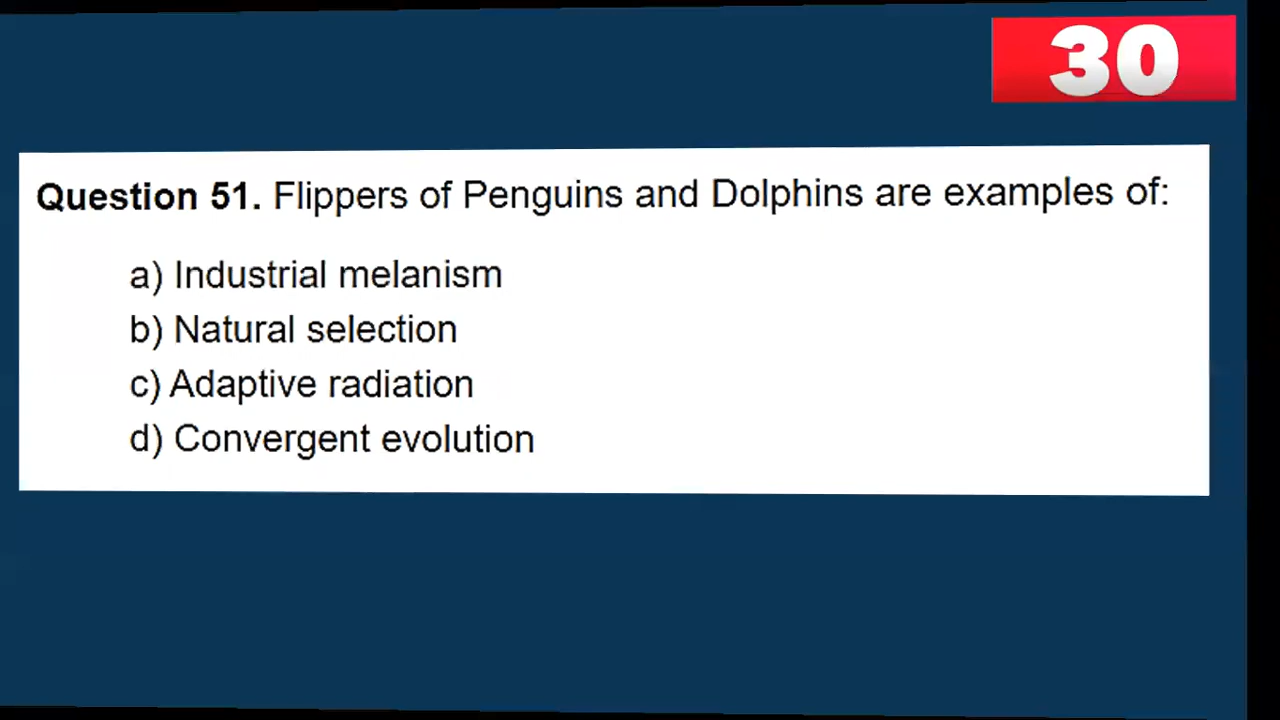 30
Question 51. Flippers of Penguins and Dolphins are examples of:
a) Industrial melanism
b) Natural selection
c) Adaptive radiation
d) Convergent evolution